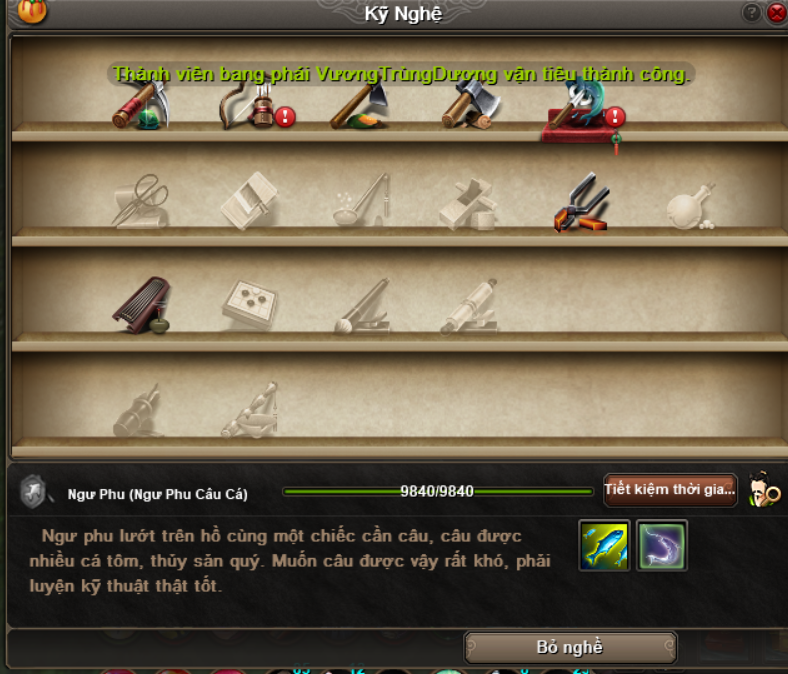 Kỹ Nghệ
Thành viên bang phái VươngTrùngDương vận tiêu thành công.
Ngư Phu (Ngư Phu Câu Cá)
9840/9840
Tiết kiệm thời gia...
Ngư phu lướt trên hồ cùng một chiếc cần câu, câu được
nhiều cá tôm, thủy sản quý. Muốn câu được vậy rất khó, phải
luyện kỹ thuật thật tốt.
Bỏ nghề